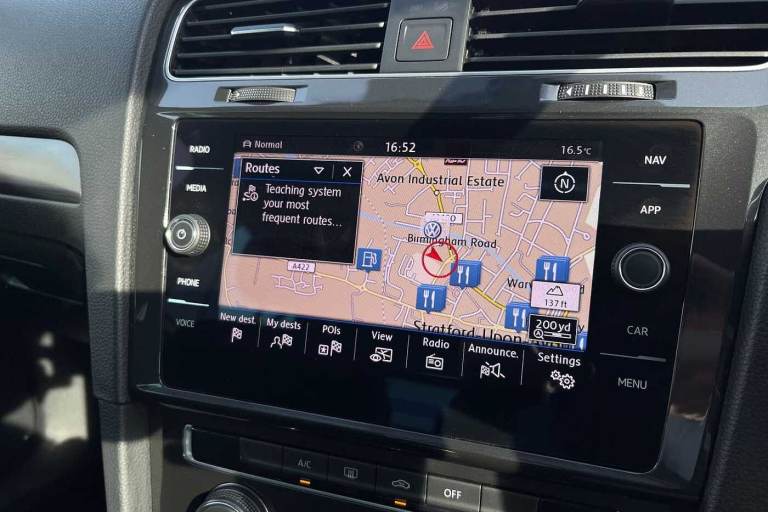 RADIO
MEDIA
PHONE
VOICE
Normal
16:52
16.5°C
Routes
X
Teaching system
your most
frequent routes...
Avon Industrial Estate
N
Birmingham Road
A422
137 ft
200 yd
A
Stratford
New dest.
My dests
POIs
View
Radio
Announce.
Settings
NAV
APP
CAR
MENU
A/C
OFF